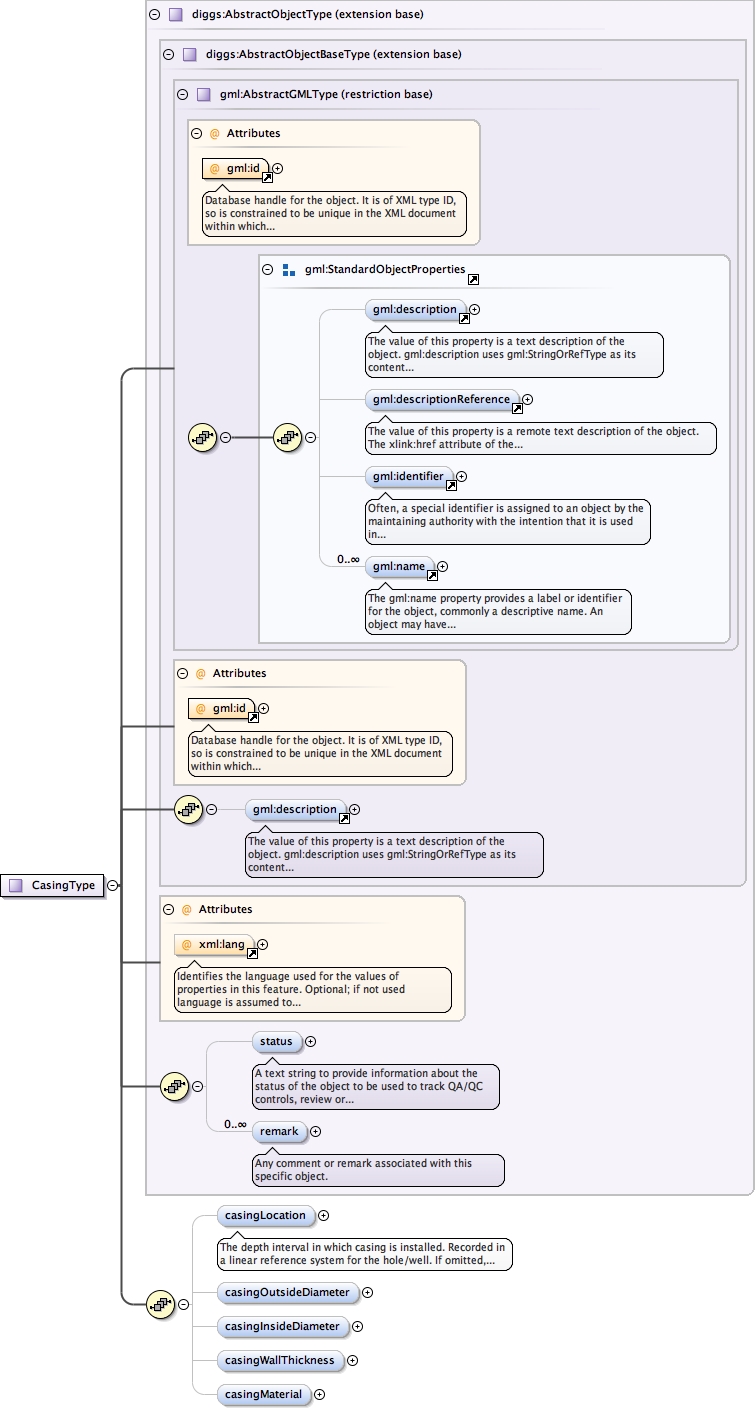 diggs:AbstractObjectType (extension base)
diggs:AbstractObjectBaseType (extension base)
gml:AbstractGMLType (restriction base)
@ Attributes
@ gml:id
Database handle for the object. It is of XML type ID,
so is constrained to be unique in the XML document
within which...
gml:StandardObjectProperties
gml:description
The value of this property is a text description of the
object. gml:description uses gml:StringOrRefType as its
content...
gml:descriptionReference
The value of this property is a remote text description of the object.
The xlink:href attribute of the...
gml:identifier
Often, a special identifier is assigned to an object by the
maintaining authority with the intention that it is used
in...
0..∞
gml:name
The gml:name property provides a label or identifier
for the object, commonly a descriptive name. An
object may have...
@ Attributes
@ gml:id
Database handle for the object. It is of XML type ID,
so is constrained to be unique in the XML document
within which...
gml:description
The value of this property is a text description of the
object. gml:description uses gml:StringOrRefType as its
content...
CasingType
@ Attributes
@ xml:lang
Identifies the language used for the values of
properties in this feature. Optional; if not used
language is assumed to...
status
A text string to provide information about the
status of the object to be used to track QA/QC
controls, review or...
0..∞
remark
Any comment or remark associated with this
specific object.
casingLocation
The depth interval in which casing is installed. Recorded in
a linear reference system for the hole/well. If omitted,...
casingOutsideDiameter
casingInsideDiameter
casingWallThickness
casingMaterial